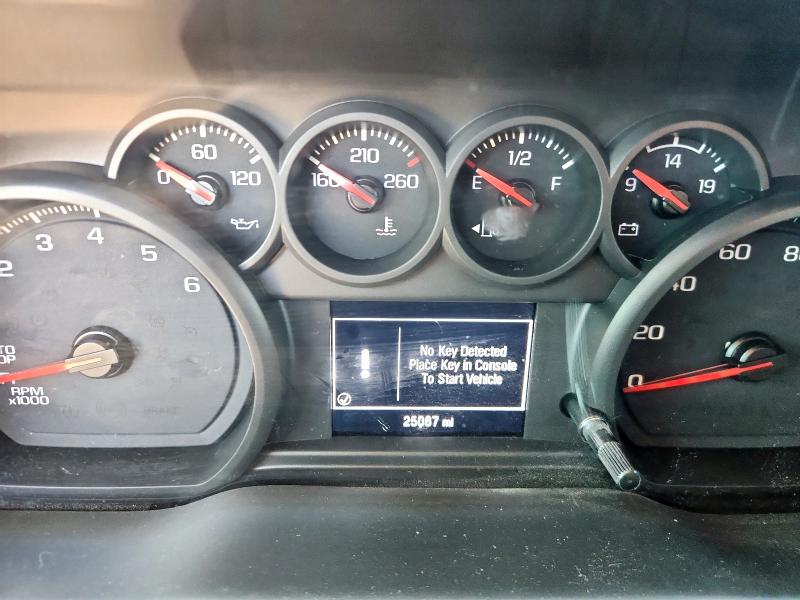 0 60 120
160 210 260
1/2
E F
14
9 19
2 3 4 5 6
RPM
x1000
No Key Detected
Place Key in Console
To Start Vehicle
25087 mi
0 20 40 60